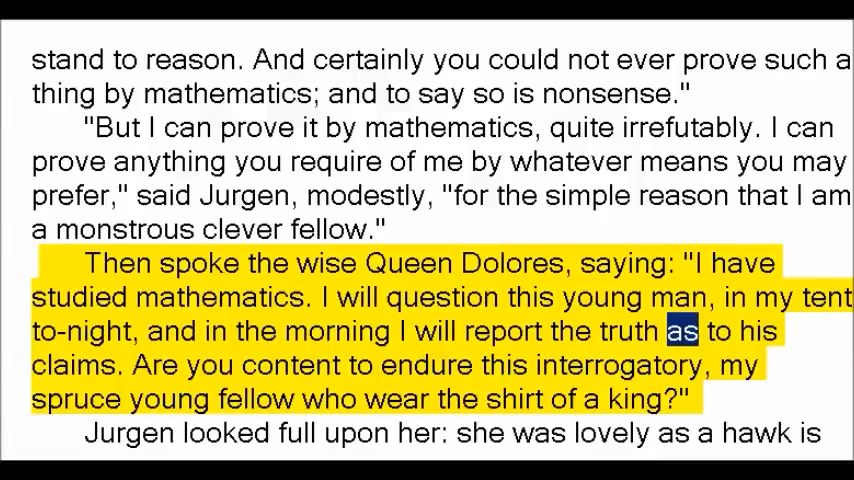 stand to reason. And certainly you could not ever prove such a
thing by mathematics; and to say so is nonsense."
"But I can prove it by mathematics, quite irrefutably. I can
prove anything you require of me by whatever means you may
prefer," said Jurgen, modestly, "for the simple reason that I am
a monstrous clever fellow."
Then spoke the wise Queen Dolores, saying: "I have
studied mathematics. I will question this young man, in my tent
to-night, and in the morning I will report the truth as to his
claims. Are you content to endure this interrogatory, my
spruce young fellow who wear the shirt of a king?"
Jurgen looked full upon her: she was lovely as a hawk is